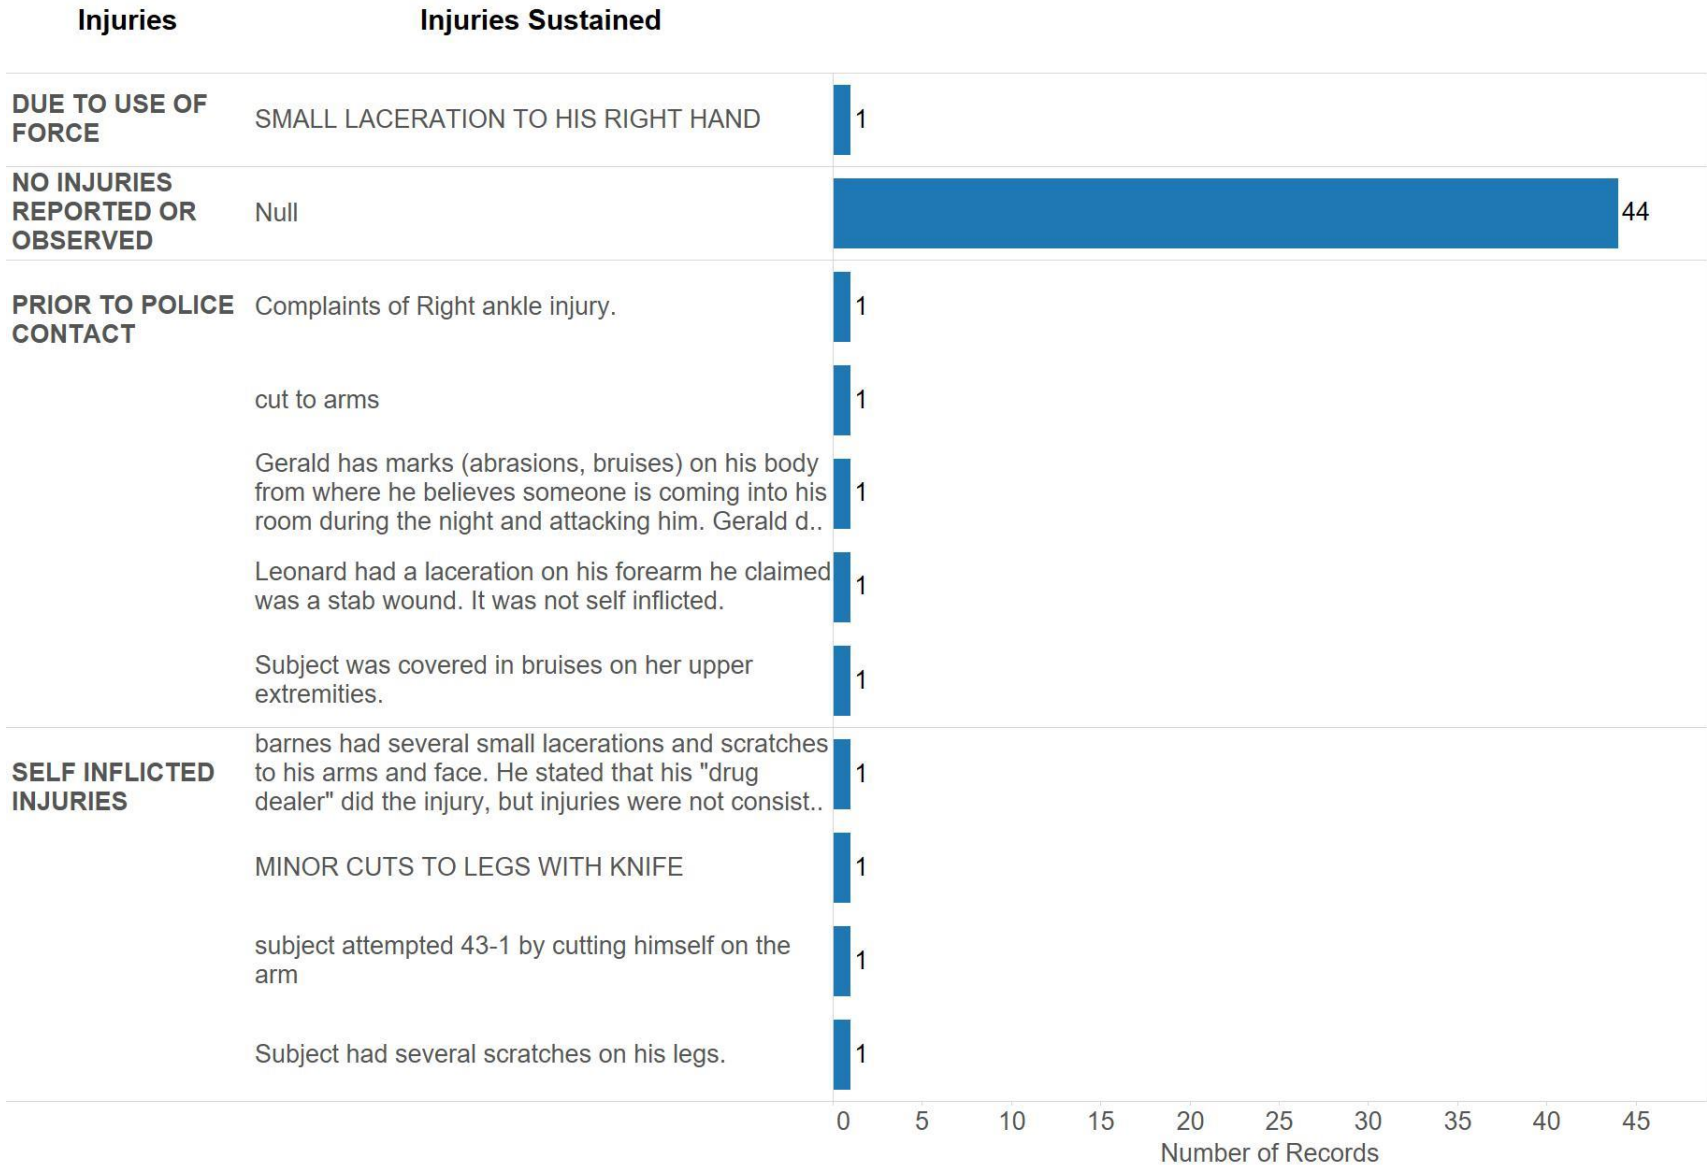 Injuries
Injuries Sustained
DUE TO USE OF
FORCE
SMALL LACERATION TO HIS RIGHT HAND
1
NO INJURIES
REPORTED OR
OBSERVED
Null
44
PRIOR TO POLICE
CONTACT
Complaints of Right ankle injury.
1
cut to arms
1
Gerald has marks (abrasions, bruises) on his body
from where he believes someone is coming into his
room during the night and attacking him. Gerald d..
1
Leonard had a laceration on his forearm he claimed
was a stab wound. It was not self inflicted.
1
Subject was covered in bruises on her upper
extremities.
1
SELF INFLICTED
INJURIES
barnes had several small lacerations and scratches
to his arms and face. He stated that his "drug
dealer" did the injury, but injuries were not consist..
1
MINOR CUTS TO LEGS WITH KNIFE
1
subject attempted 43-1 by cutting himself on the
arm
1
Subject had several scratches on his legs.
1
0 5 10 15 20 25 30 35 40 45
Number of Records